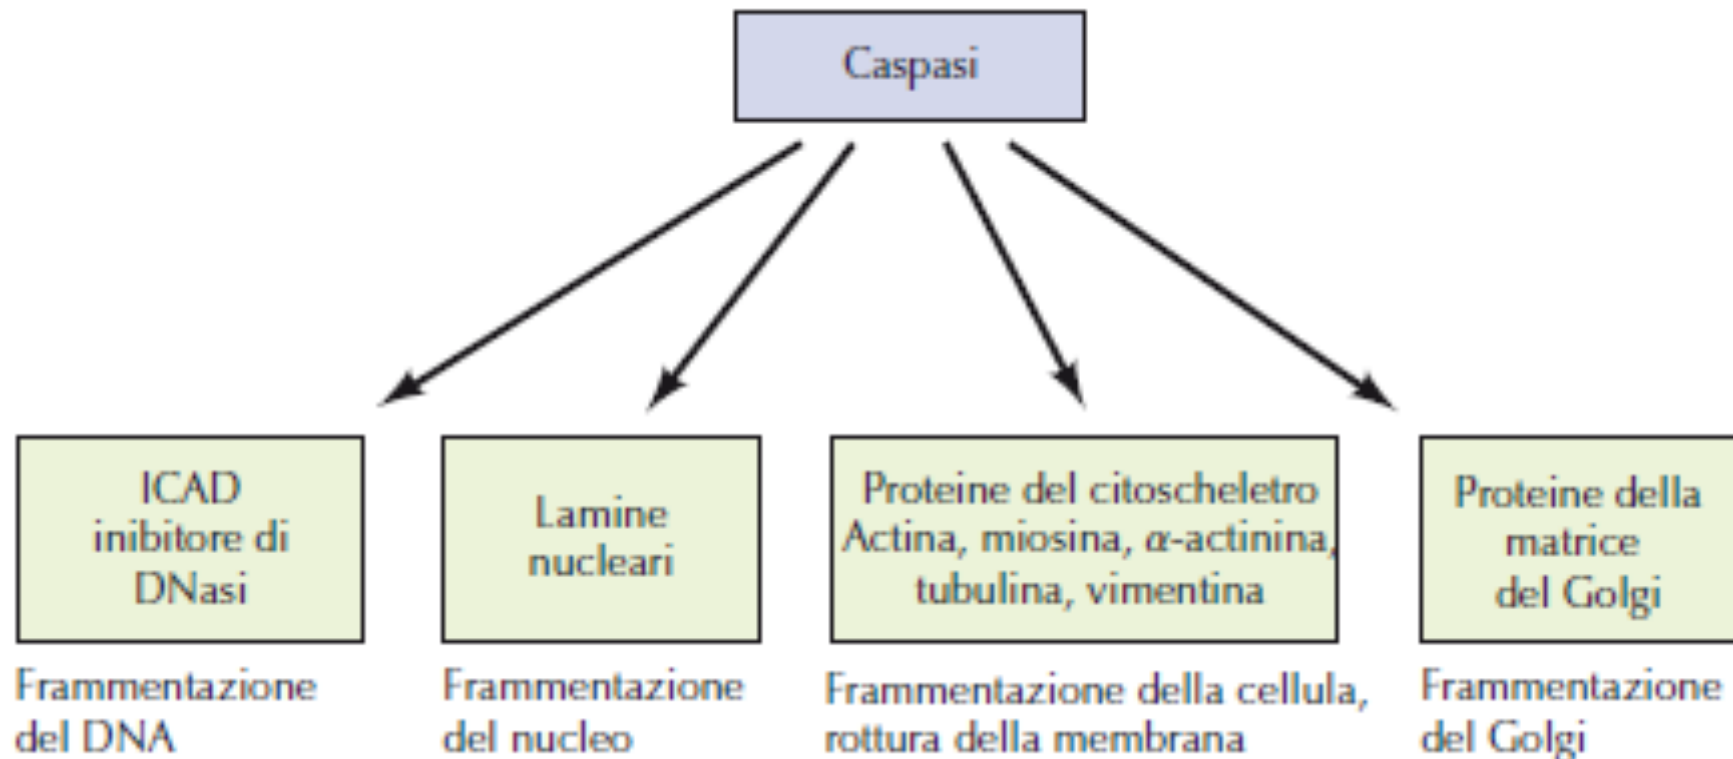 Caspasi
ICAD
inibitore di
DNasi
Lamine
nucleari
Proteine del citoscheletro
Actina, miosina, α-actinina,
tubulina, vimentina
Proteine della
matrice
del Golgi
Frammentazione
del DNA
Frammentazione
del nucleo
Frammentazione della cellula,
rottura della membrana
Frammentazione
del Golgi